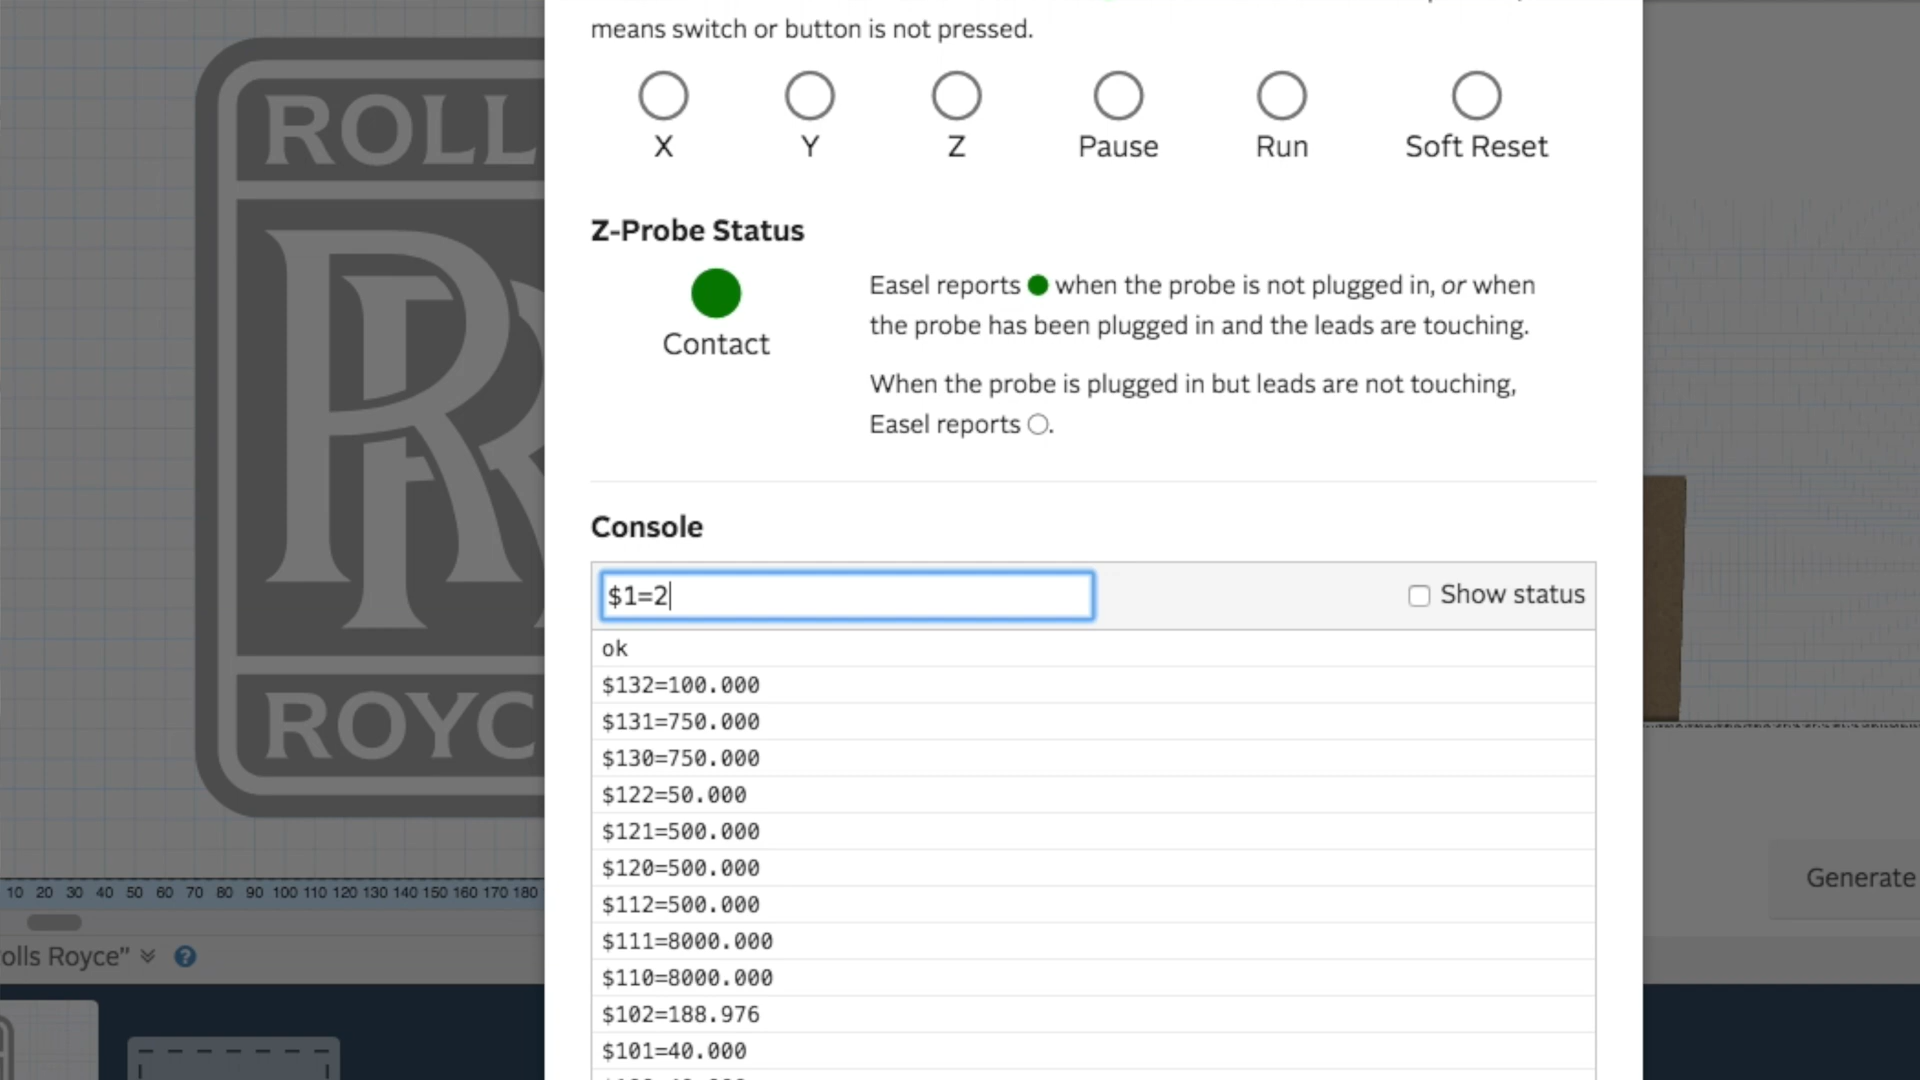 means switch or button is not pressed.
X Y Z Pause Run Soft Reset
Z-Probe Status
Contact
Easel reports when the probe is not plugged in, or when
the probe has been plugged in and the leads are touching.
When the probe is plugged in but leads are not touching,
Easel reports .
Console
$1=2
Show status
ok
$132=100.000
$131=750.000
$130=750.000
$122=50.000
$121=500.000
$120=500.000
$112=500.000
$111=8000.000
$110=8000.000
$102=188.976
$101=40.000
ROLL
RR
ROYC
10 20 30 40 50 60 70 80 90 100 110 120 130 140 150 160 170 180
olls Royce"
?
Generate